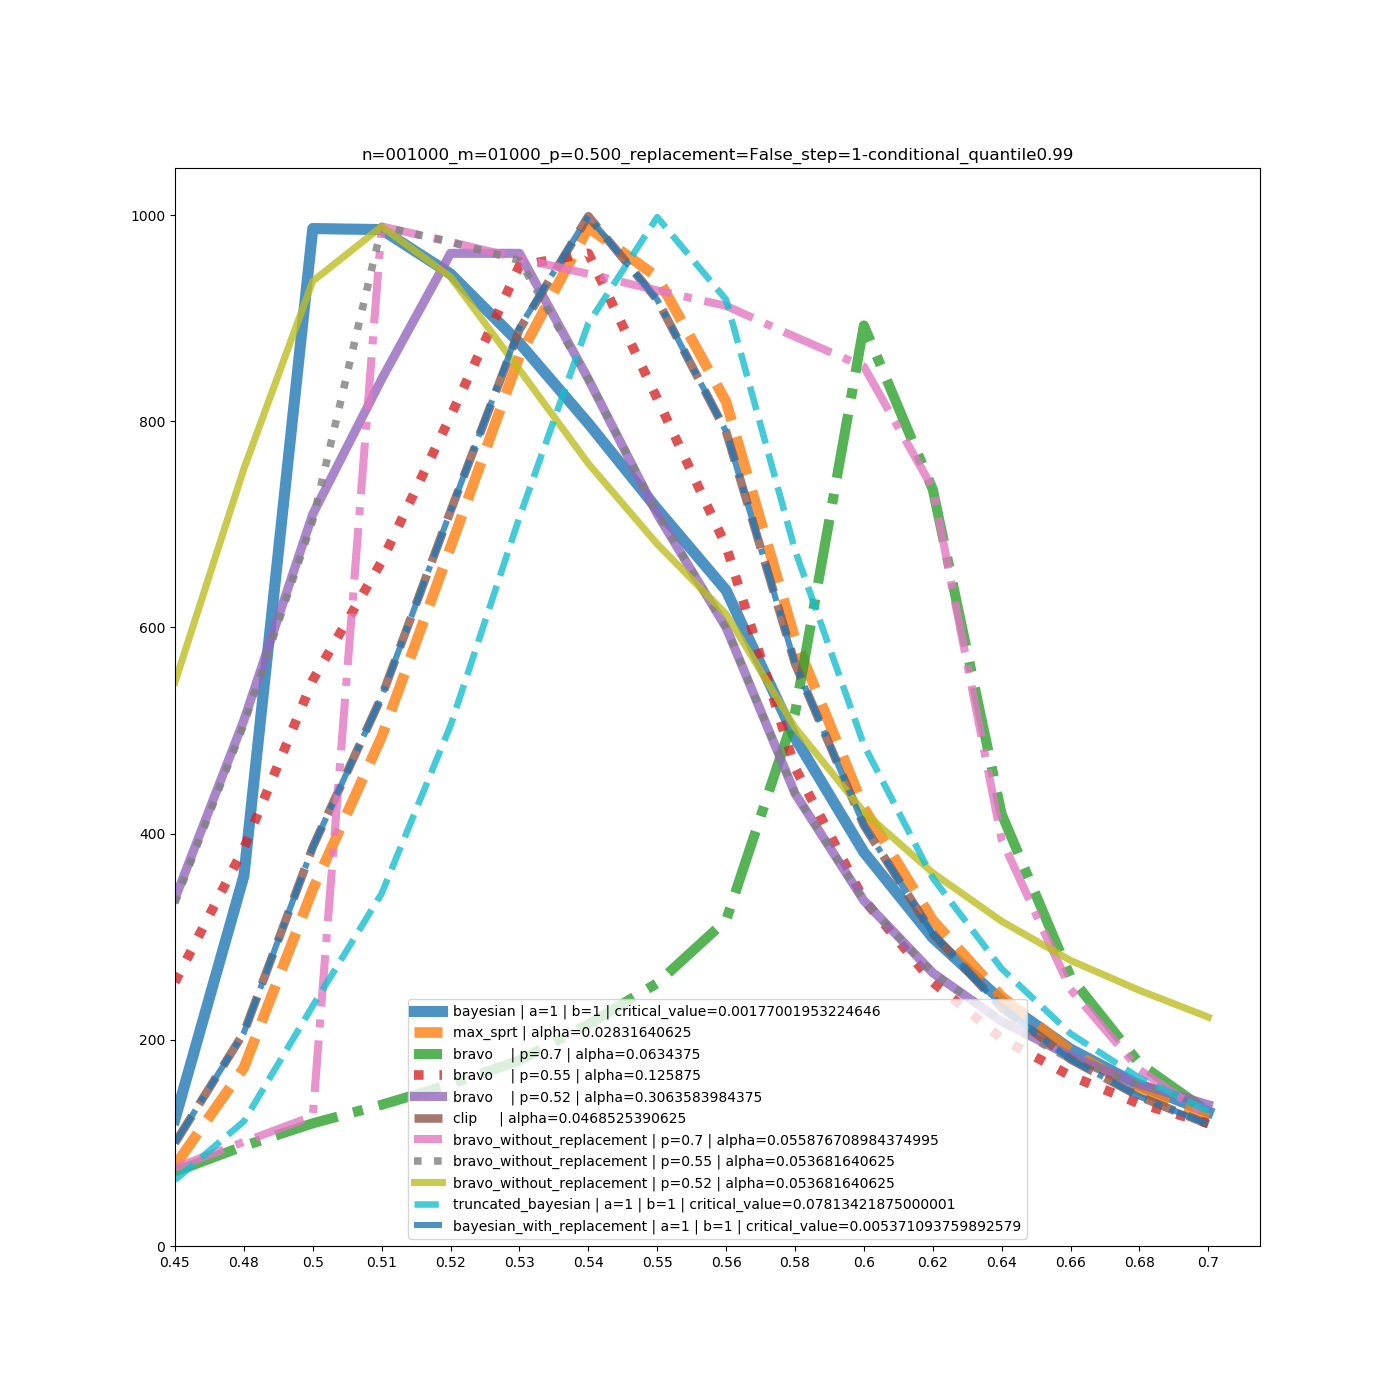 n=001000_m=01000_p=0.500_replacement=False_step=1-conditional_quantile0.99
1000
800
600
400
200
0
bayesian | a=1 | b=1 | critical_value=0.00177001953224646
max_sprt | alpha=0.02831640625
bravo    | p=0.7 | alpha=0.0634375
bravo    | p=0.55 | alpha=0.125875
bravo    | p=0.52 | alpha=0.3063583984375
clip     | alpha=0.0468525390625
bravo_without_replacement | p=0.7 | alpha=0.055876708984374995
bravo_without_replacement | p=0.55 | alpha=0.053681640625
bravo_without_replacement | p=0.52 | alpha=0.053681640625
truncated_bayesian | a=1 | b=1 | critical_value=0.07813421875000001
bayesian_with_replacement | a=1 | b=1 | critical_value=0.005371093759892579
0.45 0.48 0.5 0.51 0.52 0.53 0.54 0.55 0.56 0.58 0.6 0.62 0.64 0.66 0.68 0.7